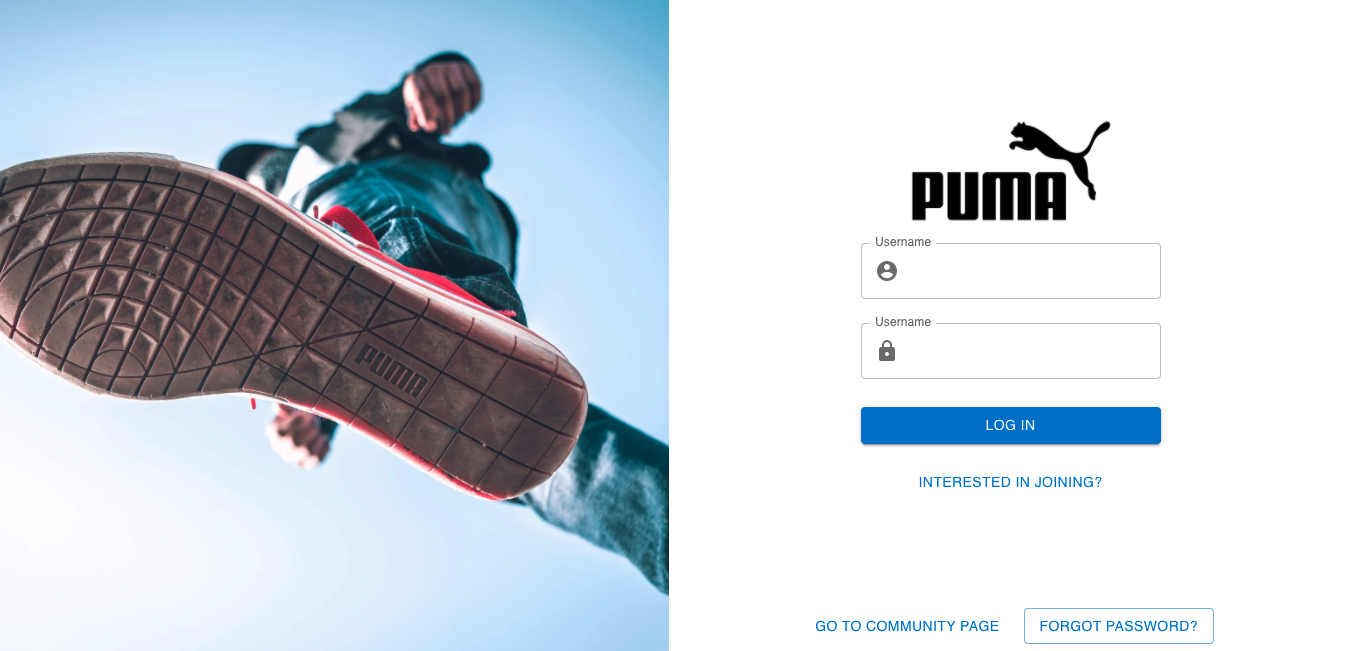 PUMA
PUMA
Username
Username
LOG IN
INTERESTED IN JOINING?
GO TO COMMUNITY PAGE
FORGOT PASSWORD?